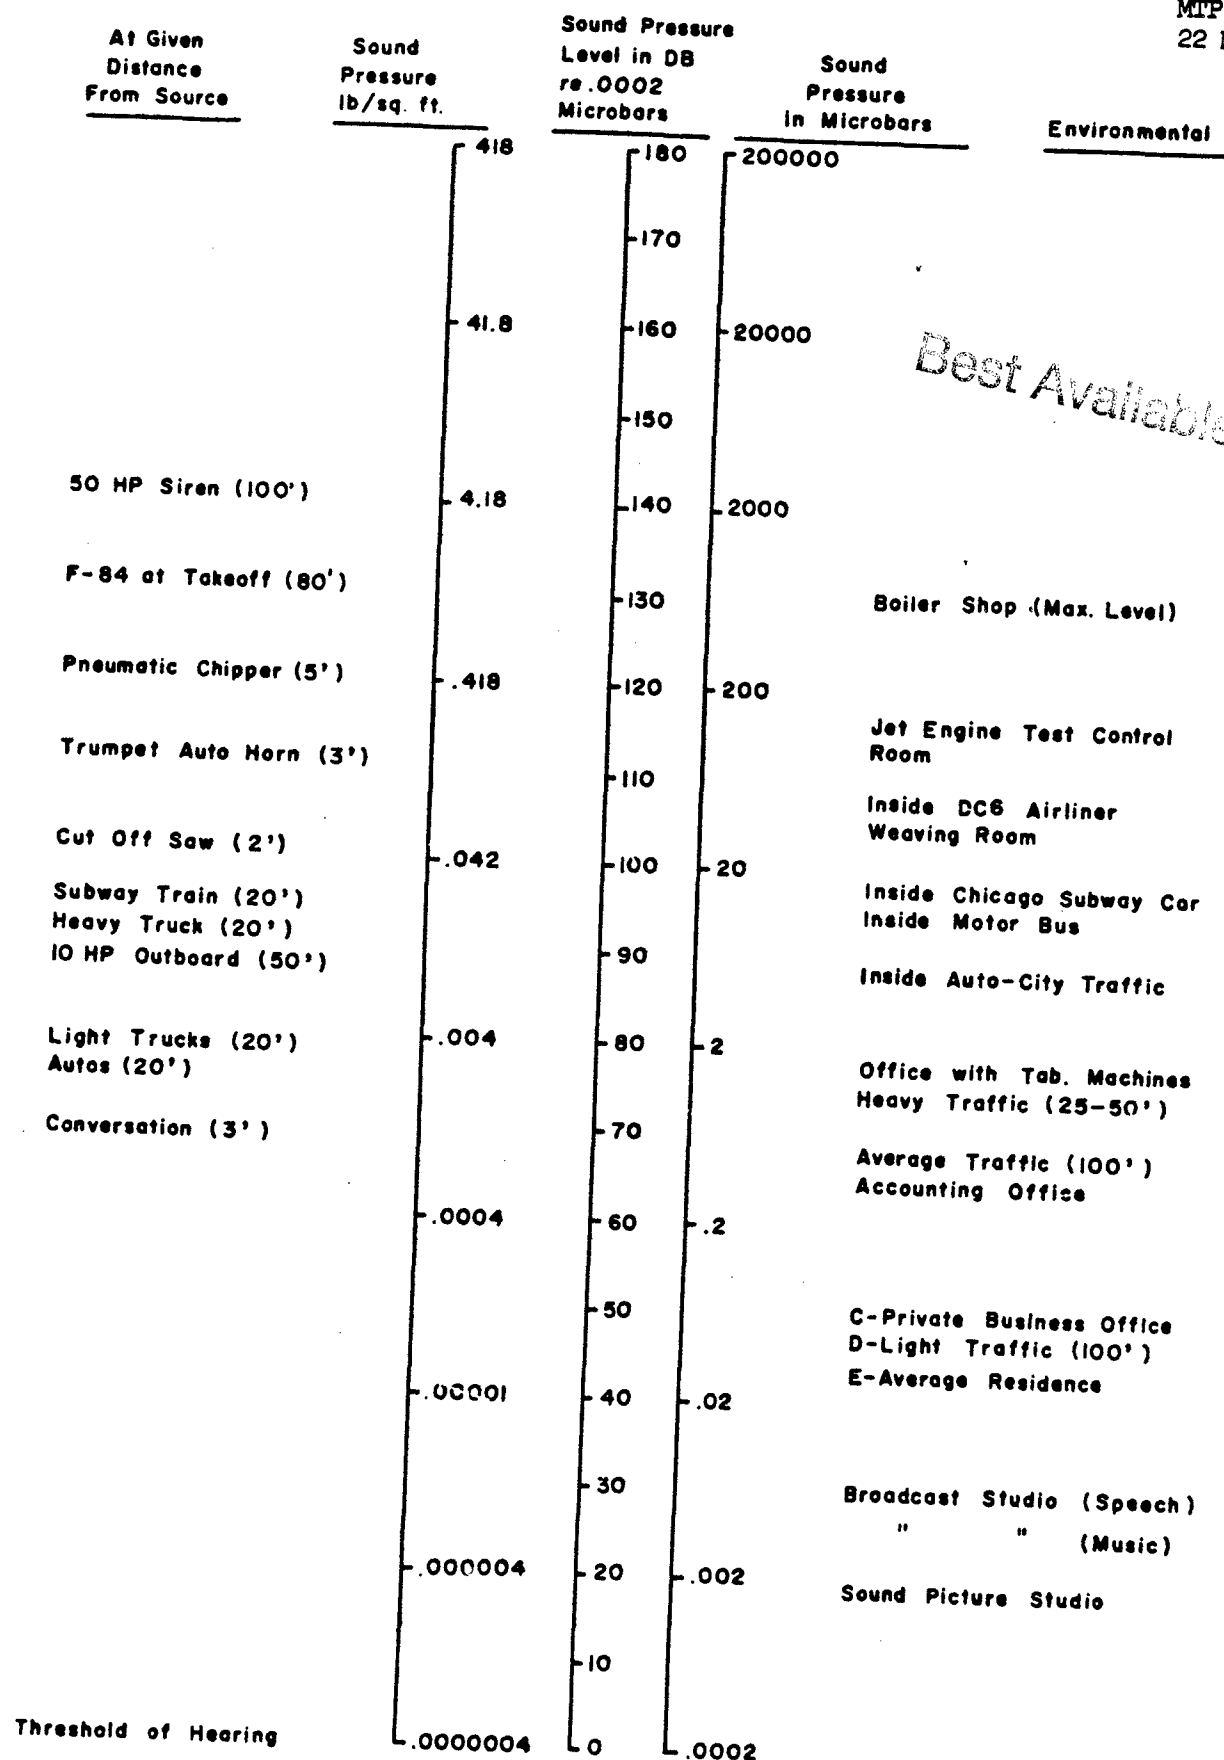 MTP
22
At Given
Distance
From Source
Sound
Pressure
lb/sq. ft.
Sound Pressure
Level in DB
re .0002
Microbars
Sound
Pressure
in Microbars
Environmental
418
180
200000
170
41.8
160
20000
Best Available
150
50 HP Siren (100')
4.18
140
2000
F-84 at Takeoff (80')
130
Boiler Shop (Max. Level)
Pneumatic Chipper (5')
.418
120
200
Trumpet Auto Horn (3')
Jet Engine Test Control
Room
110
Inside DC6 Airliner
Weaving Room
Cut Off Saw (2')
.042
100
20
Subway Train (20')
Heavy Truck (20')
10 HP Outboard (50')
Inside Chicago Subway Car
Inside Motor Bus
90
Inside Auto-City Traffic
Light Trucks (20')
Autos (20')
.004
80
2
Office with Tab. Machines
Heavy Traffic (25-50')
Conversation (3')
70
Average Traffic (100')
Accounting Office
.0004
60
.2
50
C-Private Business Office
D-Light Traffic (100')
E-Average Residence
.00001
40
.02
30
Broadcast Studio (Speech)
" " (Music)
.000004
20
.002
Sound Picture Studio
10
Threshold of Hearing
.0000004
0
.0002